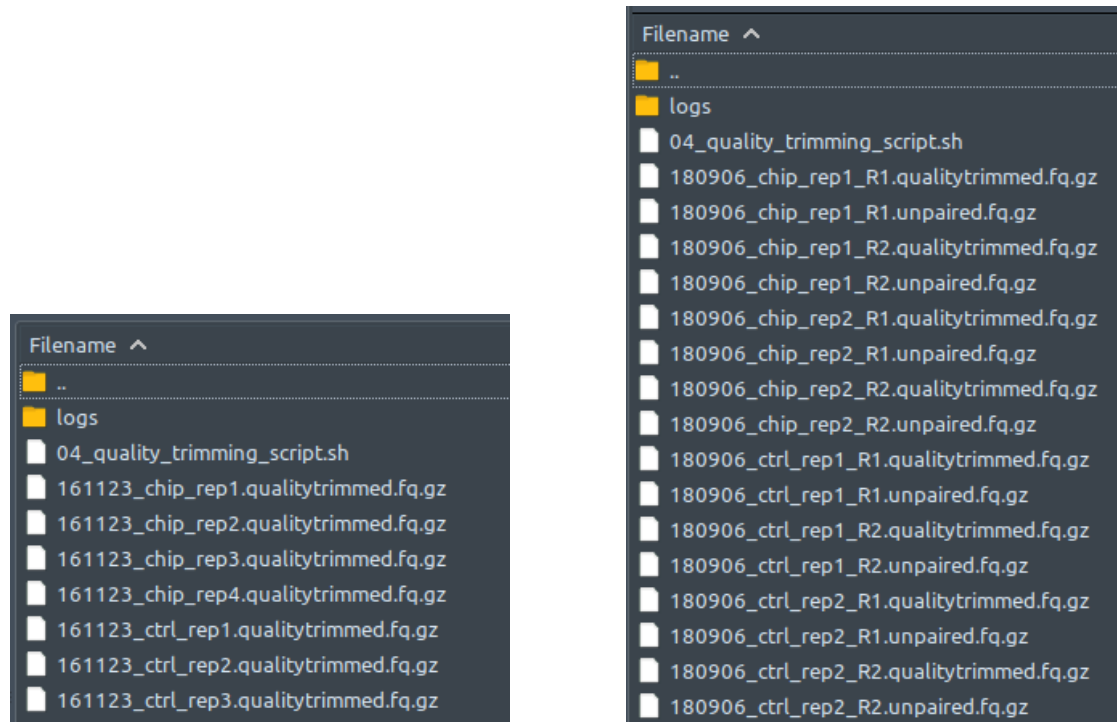 Filename
..
logs
04_quality_trimming_script.sh
161123_chip_rep1.qualitytrimmed.fq.gz
161123_chip_rep2.qualitytrimmed.fq.gz
161123_chip_rep3.qualitytrimmed.fq.gz
161123_chip_rep4.qualitytrimmed.fq.gz
161123_ctrl_rep1.qualitytrimmed.fq.gz
161123_ctrl_rep2.qualitytrimmed.fq.gz
161123_ctrl_rep3.qualitytrimmed.fq.gz
Filename
..
logs
04_quality_trimming_script.sh
180906_chip_rep1_R1.qualitytrimmed.fq.gz
180906_chip_rep1_R1.unpaired.fq.gz
180906_chip_rep1_R2.qualitytrimmed.fq.gz
180906_chip_rep1_R2.unpaired.fq.gz
180906_chip_rep2_R1.qualitytrimmed.fq.gz
180906_chip_rep2_R1.unpaired.fq.gz
180906_chip_rep2_R2.qualitytrimmed.fq.gz
180906_chip_rep2_R2.unpaired.fq.gz
180906_ctrl_rep1_R1.qualitytrimmed.fq.gz
180906_ctrl_rep1_R1.unpaired.fq.gz
180906_ctrl_rep1_R2.qualitytrimmed.fq.gz
180906_ctrl_rep1_R2.unpaired.fq.gz
180906_ctrl_rep2_R1.qualitytrimmed.fq.gz
180906_ctrl_rep2_R1.unpaired.fq.gz
180906_ctrl_rep2_R2.qualitytrimmed.fq.gz
180906_ctrl_rep2_R2.unpaired.fq.gz